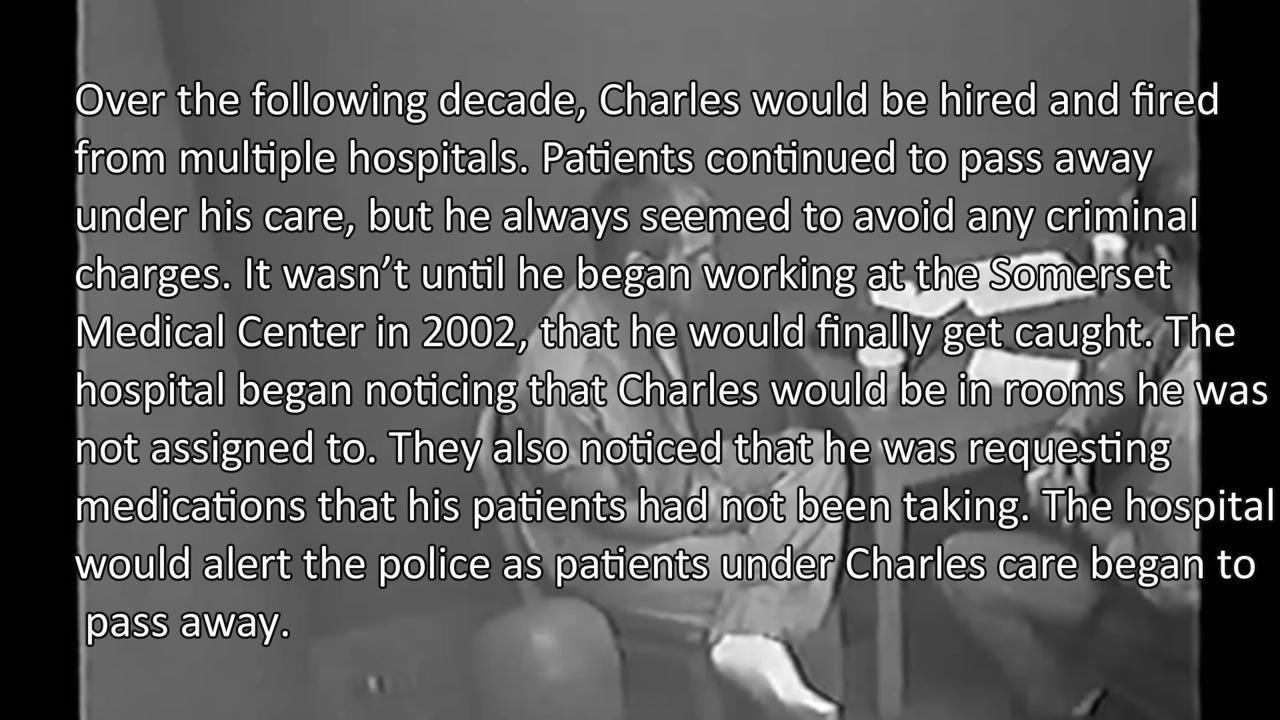 Over the following decade, Charles would be hired and fired
from multiple hospitals. Patients continued to pass away
under his care, but he always seemed to avoid any criminal
charges. It wasn’t until he began working at the Somerset
Medical Center in 2002, that he would finally get caught. The
hospital began noticing that Charles would be in rooms he was
not assigned to. They also noticed that he was requesting
medications that his patients had not been taking. The hospital
would alert the police as patients under Charles care began to
pass away.